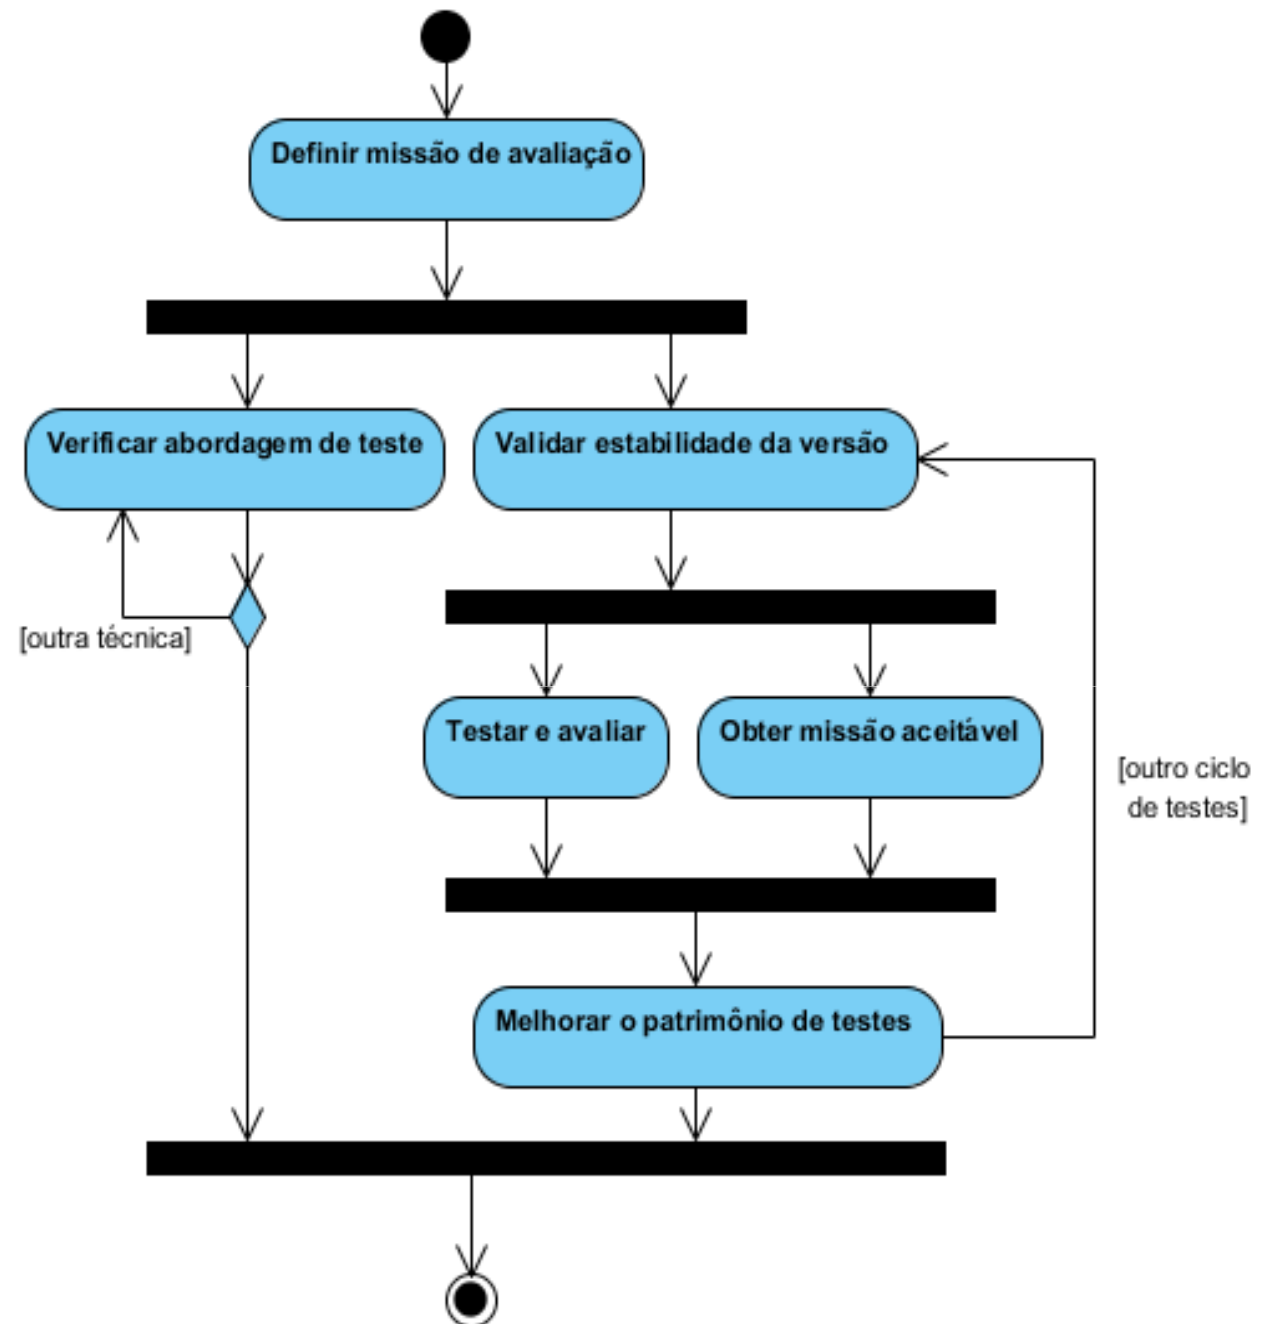 Definir missão de avaliação
Verificar abordagem de teste
Validar estabilidade da versão
[outra técnica]
Testar e avaliar
Obter missão aceitável
[outro ciclo
de testes]
Melhorar o patrimônio de testes